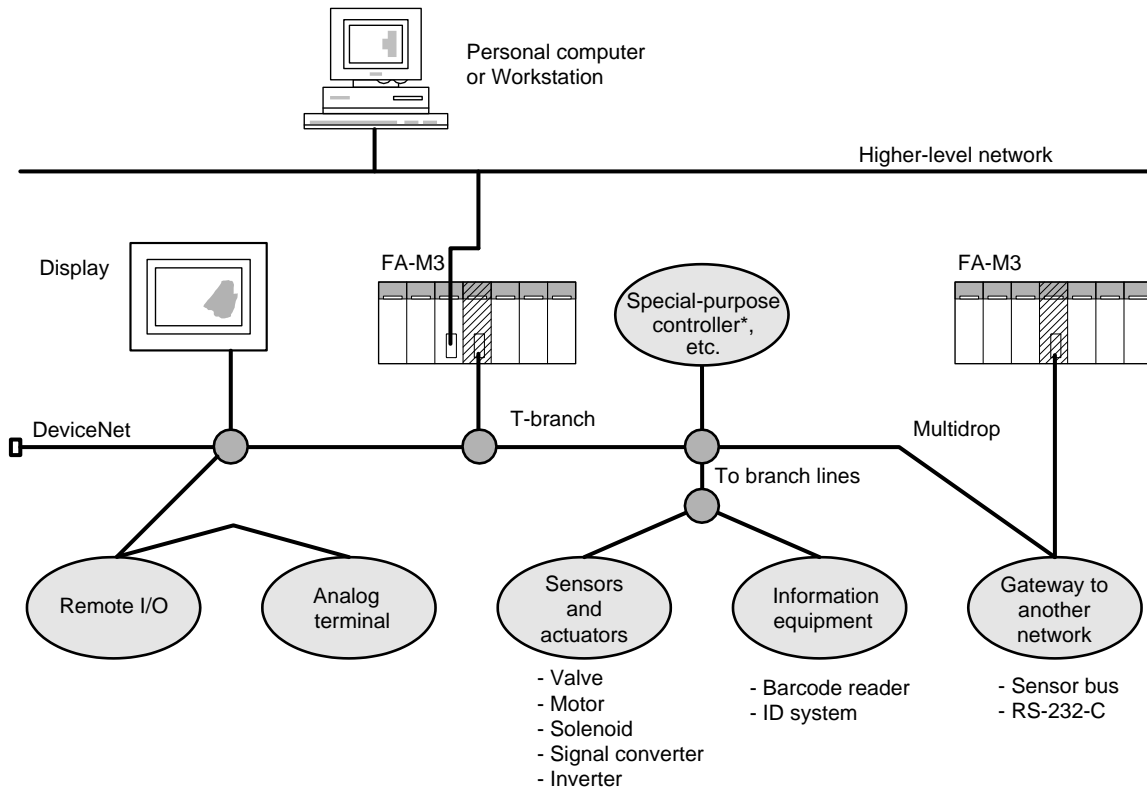 Personal computer
or Workstation
Higher-level network
Display
FA-M3
Special-purpose
controller*,
etc.
FA-M3
DeviceNet
T-branch
Multidrop
To branch lines
Remote I/O
Analog
terminal
Sensors
and
actuators
Information
equipment
Gateway to
another
network
- Valve
- Motor
- Solenoid
- Signal converter
- Inverter
- Barcode reader
- ID system
- Sensor bus
- RS-232-C